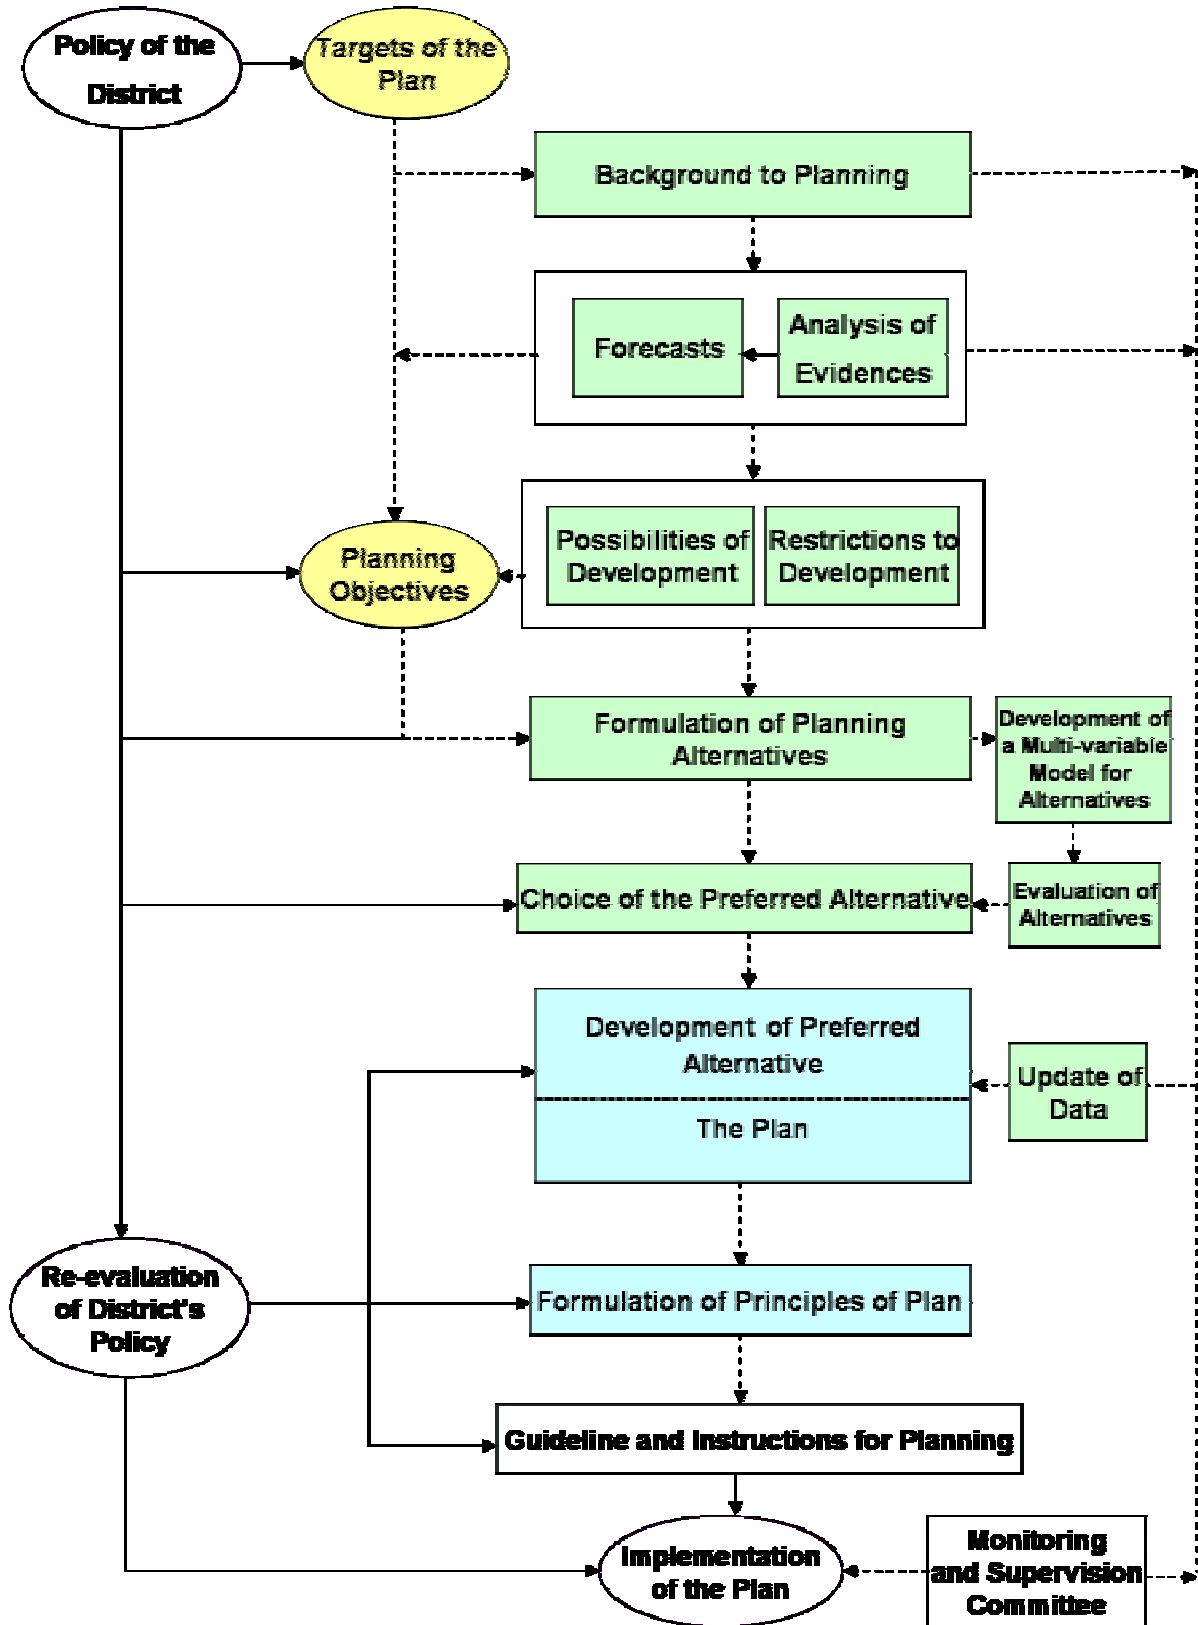 Policy of the
District
Targets of the
Plan
Background to Planning
Forecasts
Analysis of
Evidences
Planning
Objectives
Possibilities of
Development
Restrictions to
Development
Formulation of Planning
Alternatives
Development of
a Multi-variable
Model for
Alternatives
Choice of the Preferred Alternative
Evaluation of
Alternatives
Development of Preferred
Alternative
The Plan
Update of
Data
Re-evaluation
of District's
Policy
Formulation of Principles of Plan
Guideline and Instructions for Planning
Implementation
of the Plan
Monitoring
and Supervision
Committee